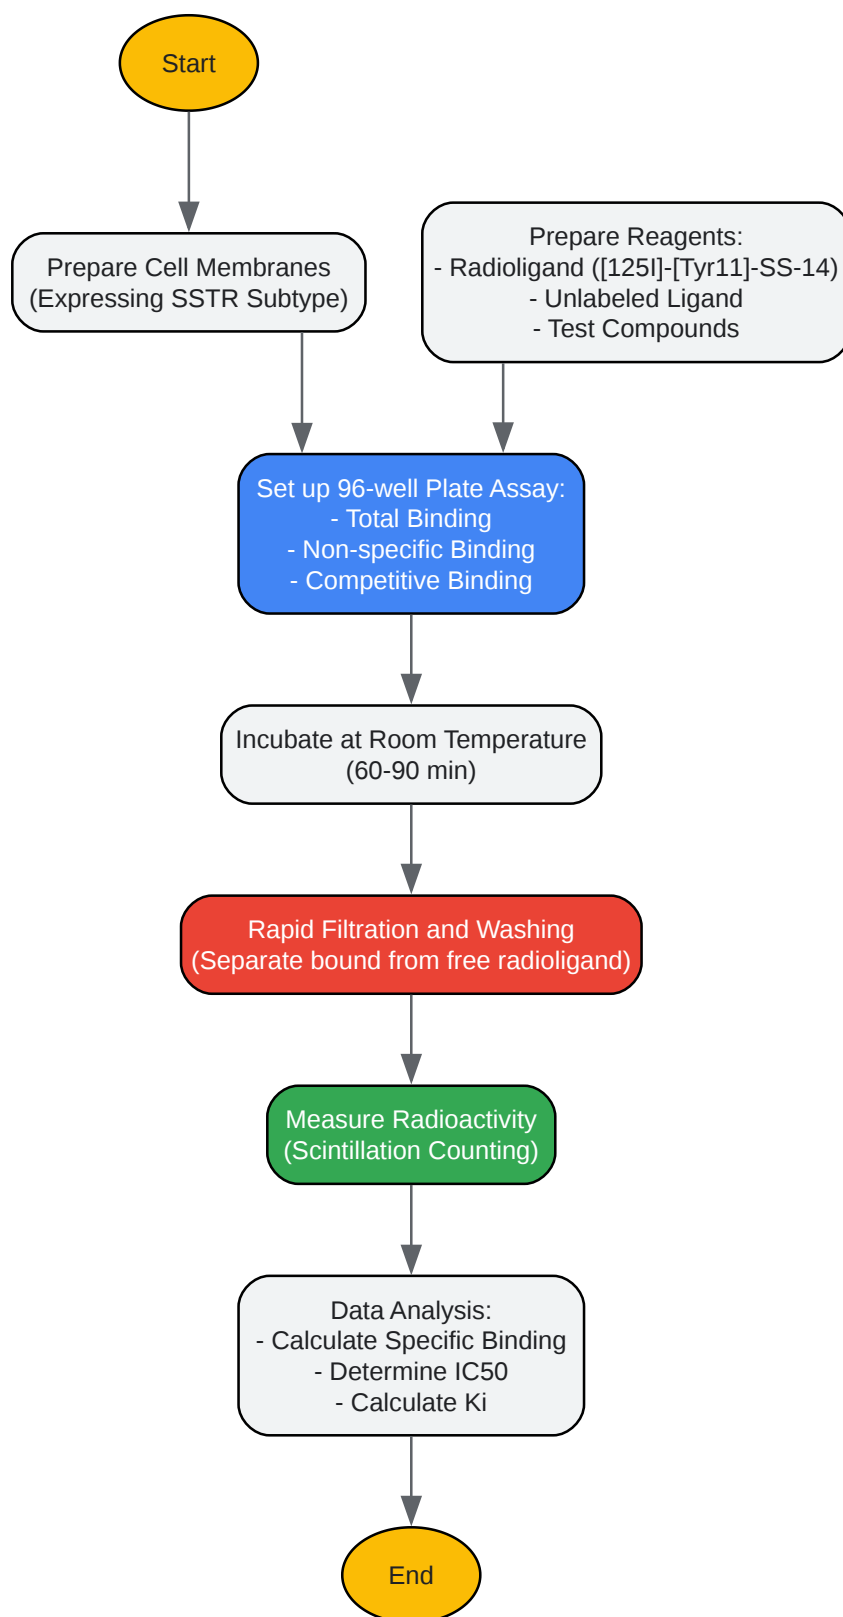 Start
Prepare Cell Membranes
(Expressing SSTR Subtype)
Prepare Reagents:
- Radioligand ([125I]-[Tyr11]-SS-14)
- Unlabeled Ligand
- Test Compounds
Set up 96-well Plate Assay:
- Total Binding
- Non-specific Binding
- Competitive Binding
Incubate at Room Temperature
(60-90 min)
Rapid Filtration and Washing
(Separate bound from free radioligand)
Measure Radioactivity
(Scintillation Counting)
Data Analysis:
- Calculate Specific Binding
- Determine IC50
- Calculate Ki
End